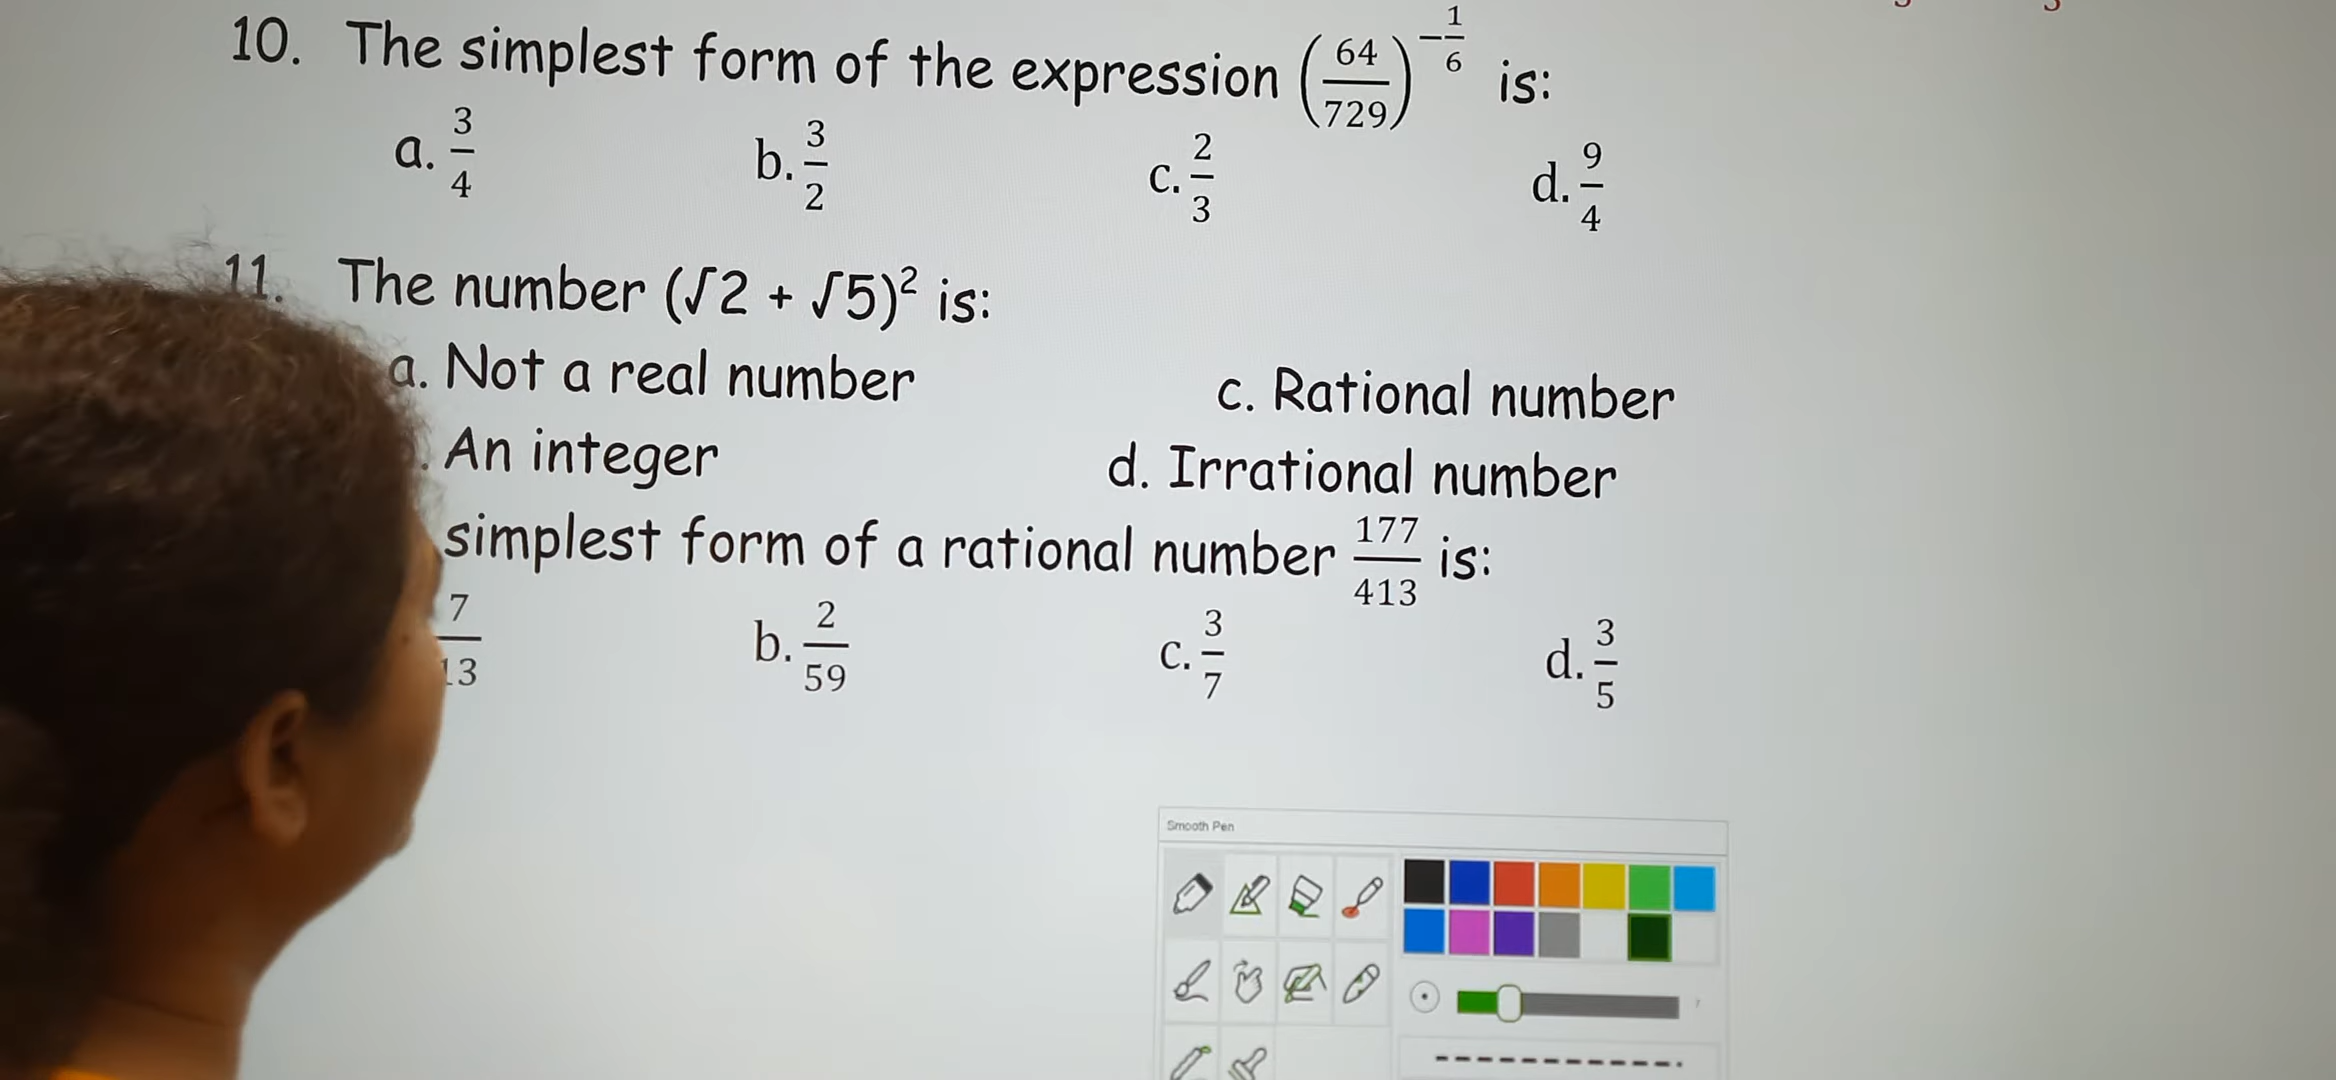 10. The simplest form of the expression (64/729)^(-1/6) is:
a. 3/4 b. 3/2 c. 2/3 d. 9/4
11. The number (√2 + √5)² is:
a. Not a real number c. Rational number
. An integer d. Irrational number
simplest form of a rational number 177/413 is:
7/13 b. 2/59 c. 3/7 d. 3/5
Smooth Pen